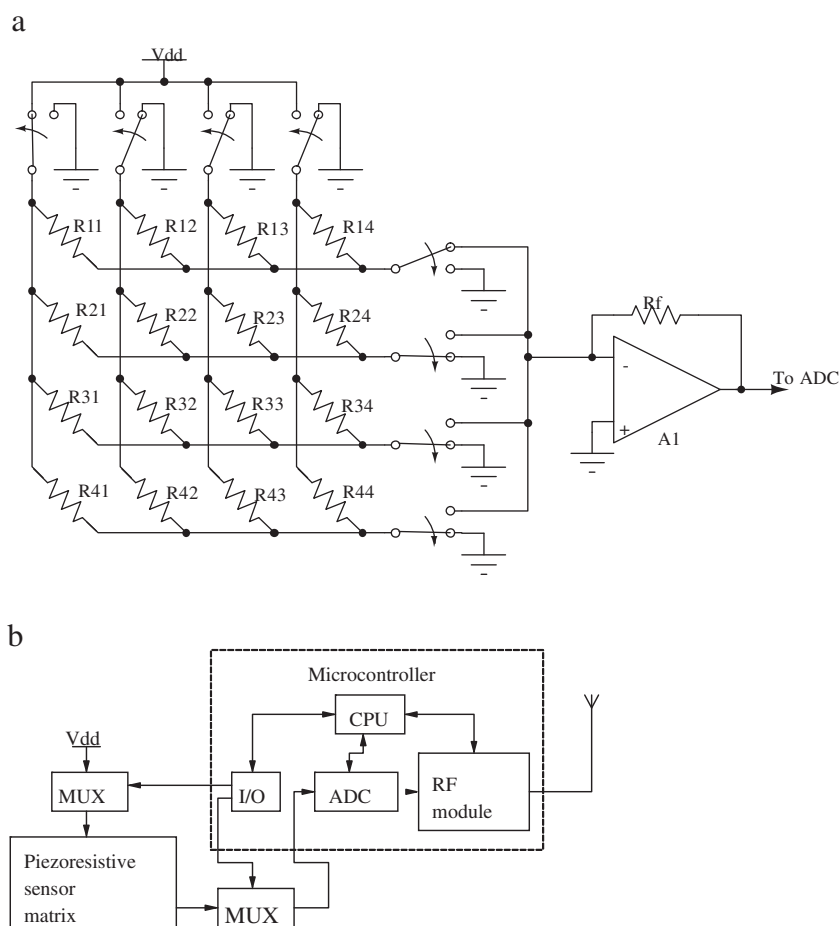 a
Vdd
R11 R12 R13 R14
R21 R22 R23 R24
Rf
-
To ADC
R31 R32 R33 R34
+
A1
R41 R42 R43 R44
b
Microcontroller
CPU
Vdd
MUX
I/O
ADC
RF
module
Piezoresistive
sensor
matrix
MUX